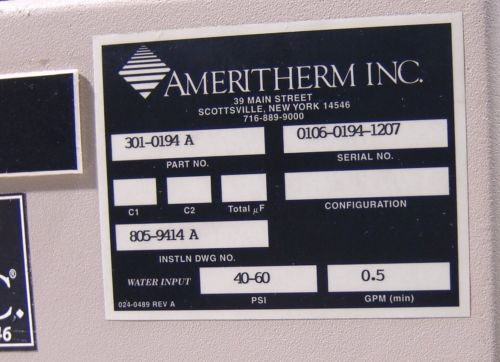 AMERITHERM INC.
39 MAIN STREET
SCOTTSVILLE, NEW YORK 14546
716-889-9000
301-0194 A
0106-0194-1207
PART NO.
SERIAL NO.
C1
C2
Total µF
CONFIGURATION
805-9414 A
INSTLN DWG NO.
WATER INPUT
40-60
0.5
PSI
GPM (min)
024-0489 REV A
C.®
46